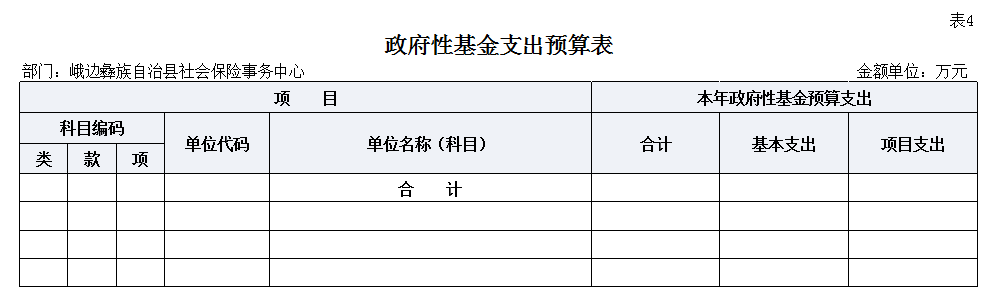 表4
政府性基金支出预算表
部门：峨边彝族自治县社会保险事务中心 金额单位：万元
项 目 本年政府性基金预算支出
科目编码 单位代码 单位名称（科目） 合计 基本支出 项目支出
类 款 项
合 计